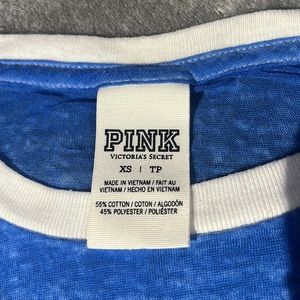 PINK
VICTORIA'S SECRET
XS | TP
MADE IN VIETNAM / FAIT AU
VIETNAM / HECHO EN VIETNAM
55% COTTON / COTON / ALGODÓN
45% POLYESTER / POLIÉSTER